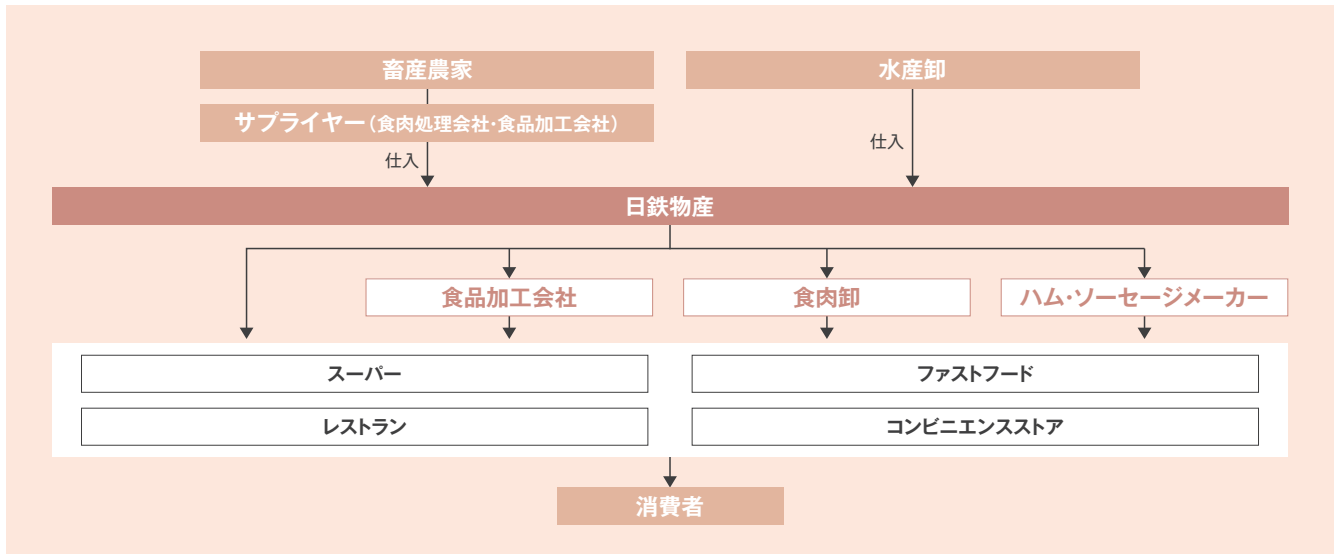 畜産農家
水産卸
サプライヤー（食肉処理会社・食品加工会社）
仕入
仕入
日鉄物産
食品加工会社
食肉卸
ハム・ソーセージメーカー
スーパー
ファストフード
レストラン
コンビニエンスストア
消費者